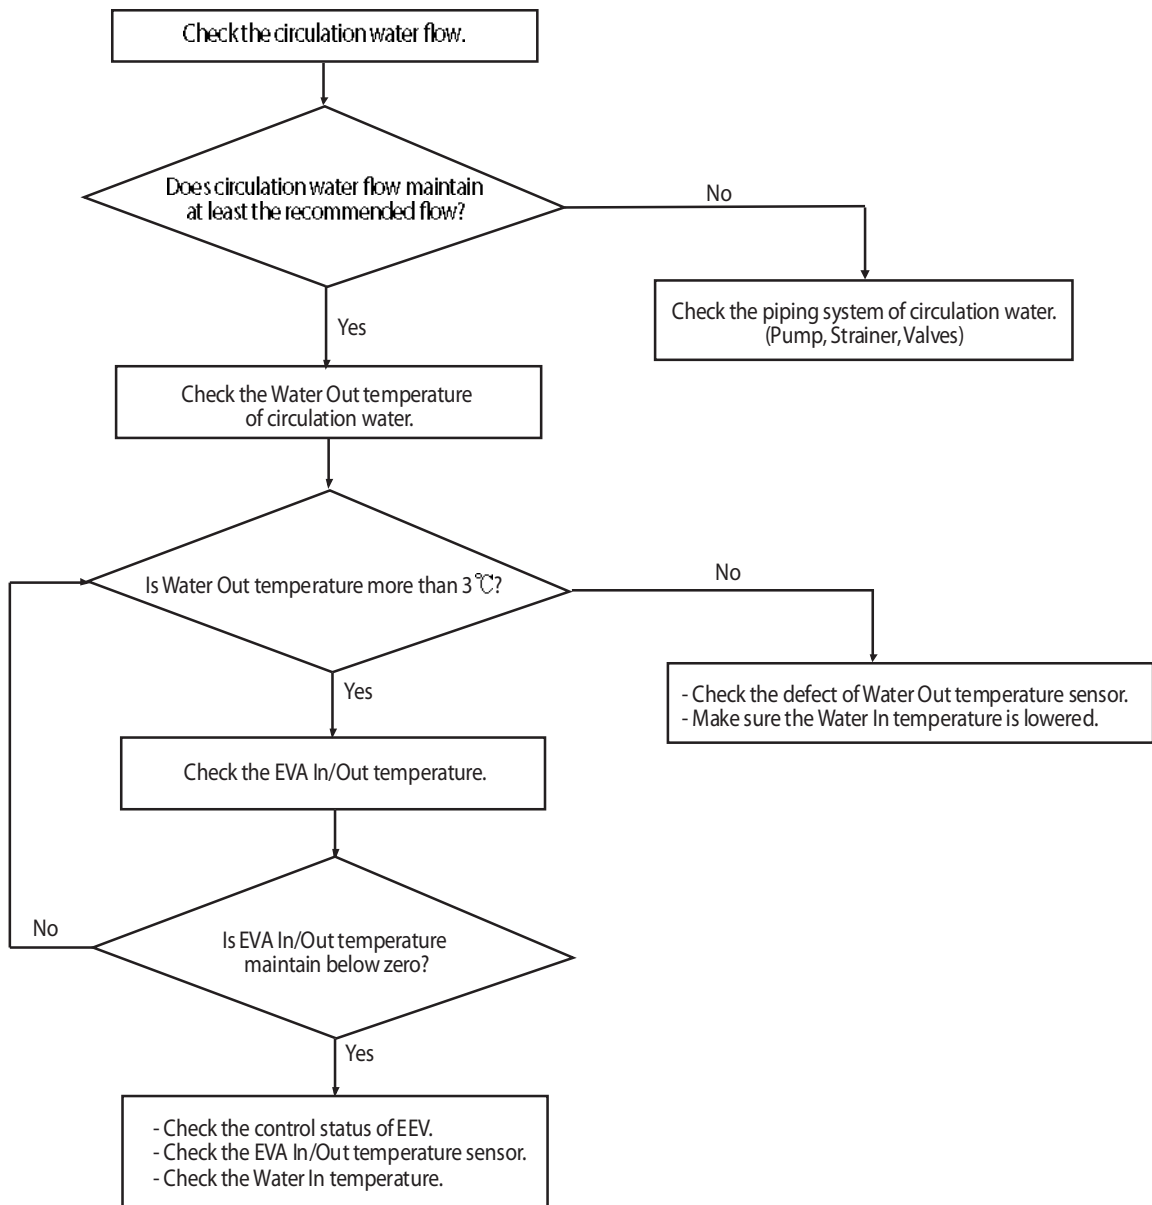 Check the circulation water flow.
Does circulation water flow maintain
at least the recommended flow?
No
Check the piping system of circulation water.
(Pump, Strainer, Valves)
Yes
Check the Water Out temperature
of circulation water.
Is Water Out temperature more than 3℃?
No
- Check the defect of Water Out temperature sensor.
- Make sure the Water In temperature is lowered.
Yes
Check the EVA In/Out temperature.
Is EVA In/Out temperature
maintain below zero?
No
Yes
- Check the control status of EEV.
- Check the EVA In/Out temperature sensor.
- Check the Water In temperature.